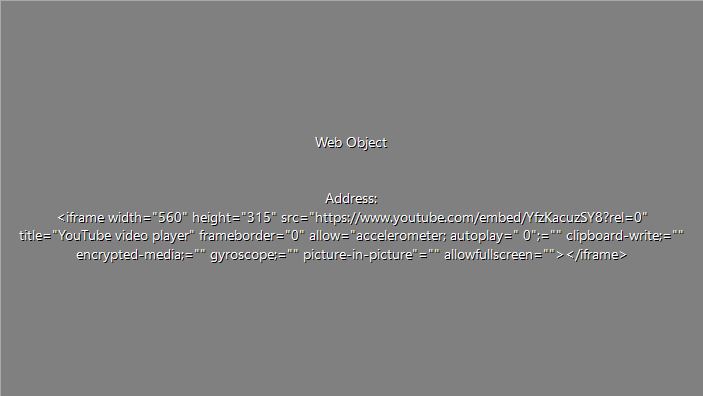 Web Object
Address:
<iframe width="560" height="315" src="https://www.youtube.com/embed/YfzKacuzSY8?rel=0"
title="YouTube video player" frameborder="0" allow="accelerometer; autoplay=" 0";="" clipboard-write;=""
encrypted-media;="" gyroscope;="" picture-in-picture"="" allowfullscreen=""></iframe>